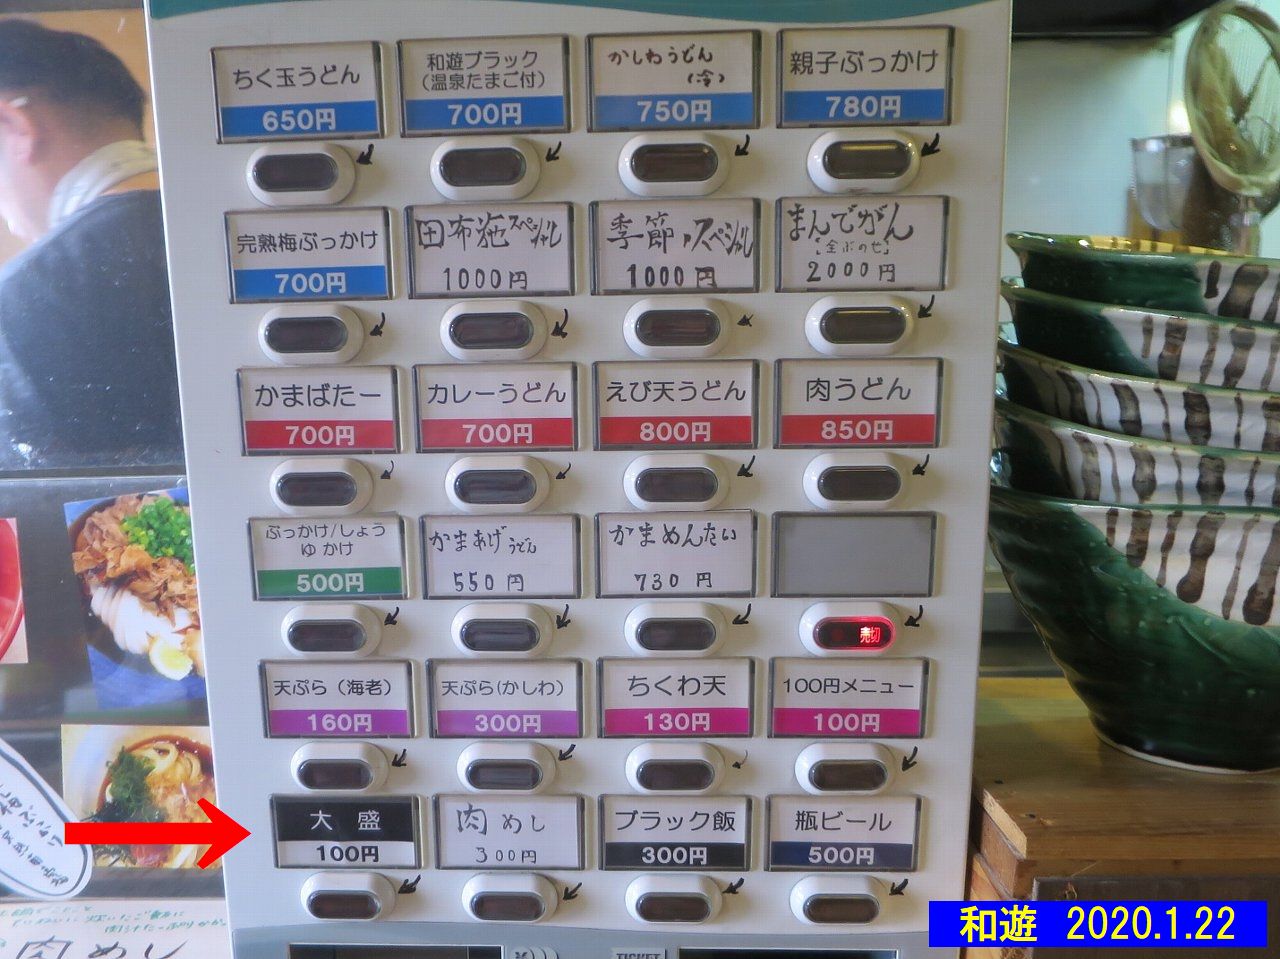 ちく玉うどん
650円
和遊ブラック
(温泉たまご付)
700円
かしわうどん
(冷)
750円
親子ぶっかけ
780円
完熟梅ぶっかけ
700円
田布施スペシャル
1000円
季節のスペシャル
1000円
まんでがん
[全ぶのせ]
2000円
かまばたー
700円
カレーうどん
700円
えび天うどん
800円
肉うどん
850円
ぶっかけ/しょう
ゆかけ
500円
かまあげうどん
550円
かまめんたい
730円
売切
天ぷら(海老)
160円
天ぷら(かしわ)
300円
ちくわ天
130円
100円メニュー
100円
大盛
100円
肉めし
300円
ブラック飯
300円
瓶ビール
500円
肉めし
TICKET
和遊 2020.1.22